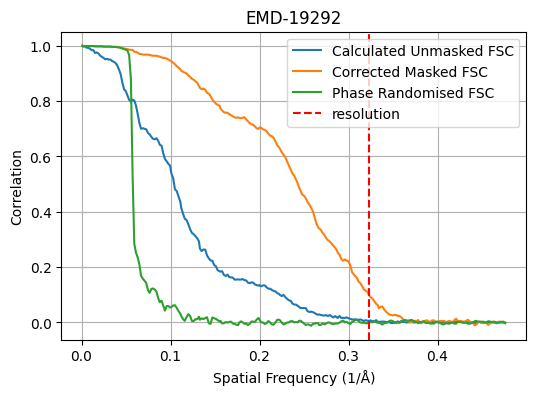 EMD-19292
1.0
0.8
0.6
0.4
0.2
0.0
Correlation
Calculated Unmasked FSC
Corrected Masked FSC
Phase Randomised FSC
resolution
0.0 0.1 0.2 0.3 0.4
Spatial Frequency (1/Å)